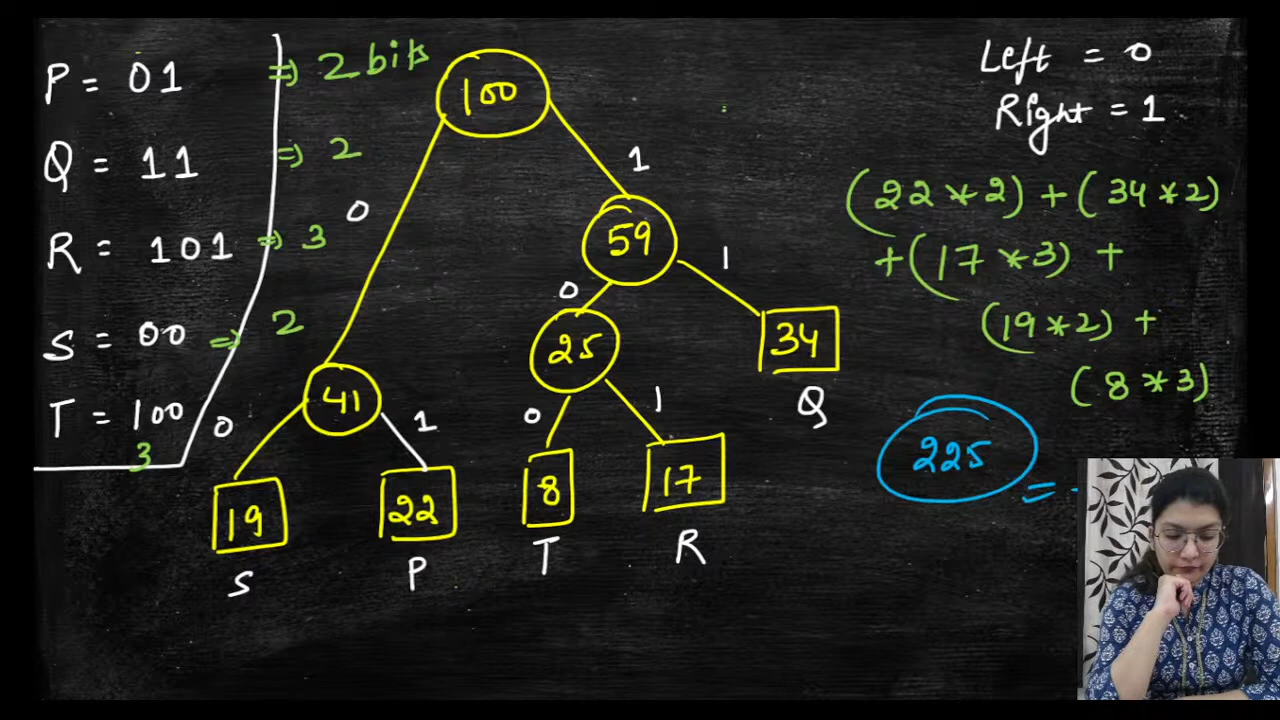 P = 01 => 2 bits
Q = 11 => 2
R = 101 => 3
S = 00 => 2
T = 100
3
100
0
1
59
0
1
25
34
Q
41
0
1
0
1
19
22
8
17
S
P
T
R
Left = 0
Right = 1
(22 * 2) + (34 * 2)
+ (17 * 3) +
(19 * 2) +
(8 * 3)
225
=